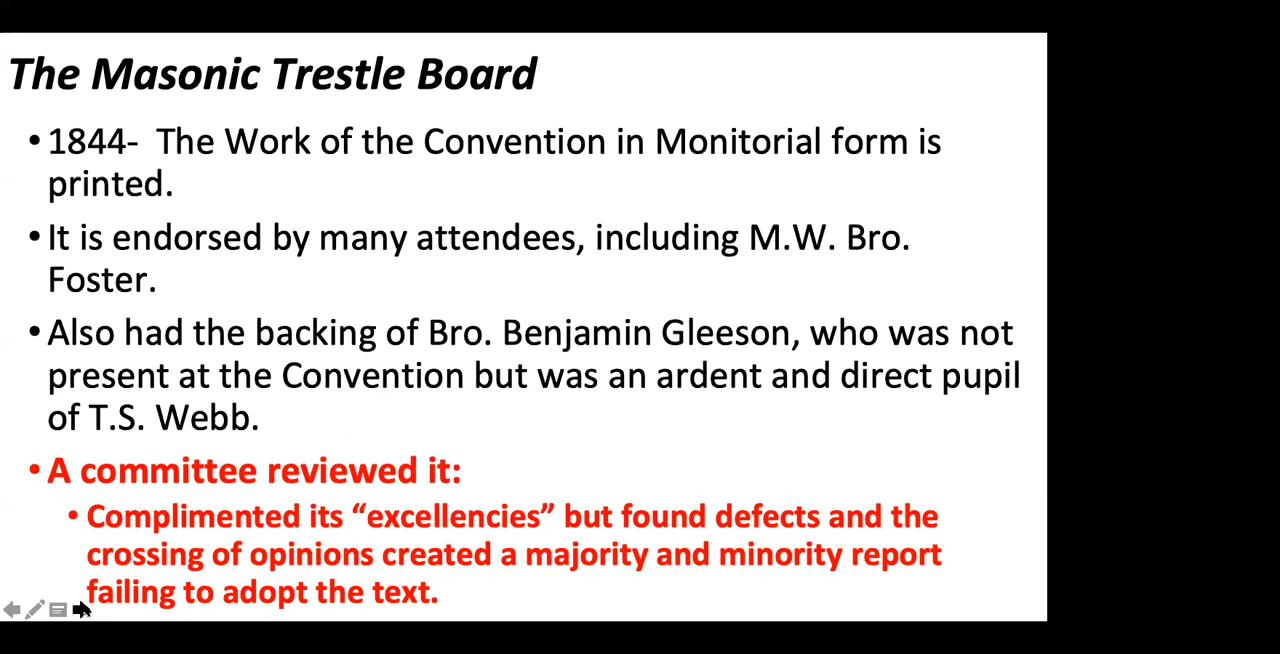 The Masonic Trestle Board
• 1844-  The Work of the Convention in Monitorial form is
printed.
• It is endorsed by many attendees, including M.W. Bro.
Foster.
• Also had the backing of Bro. Benjamin Gleeson, who was not
present at the Convention but was an ardent and direct pupil
of T.S. Webb.
• A committee reviewed it:
• Complimented its “excellencies” but found defects and the
crossing of opinions created a majority and minority report
failing to adopt the text.